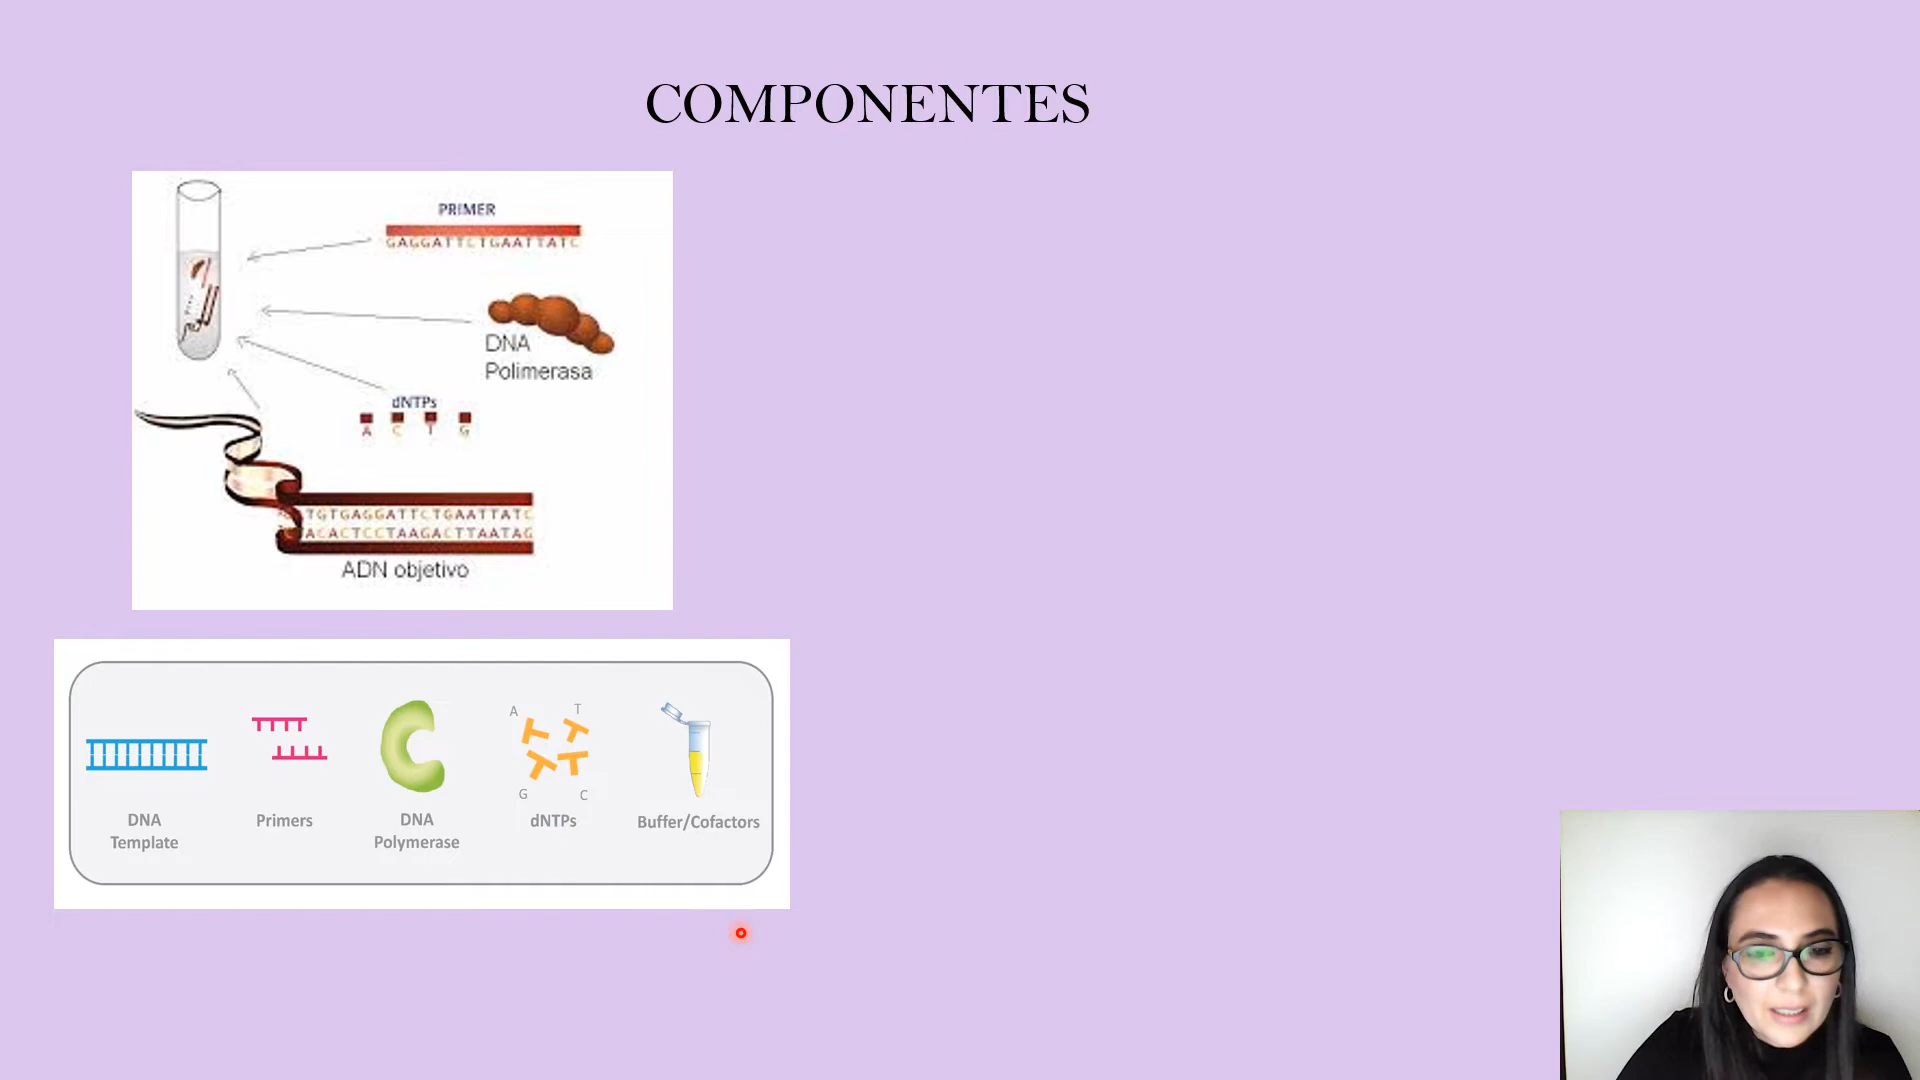 COMPONENTES
PRIMER
GAGGATTCTGAATTATC
DNA
Polimerasa
dNTPs
A C T G
TGTGAGGATTCTGAATTATC
ACACTCCTAAGACTTAATAG
ADN objetivo
A T
G C
DNA
Template
Primers
DNA
Polymerase
dNTPs
Buffer/Cofactors